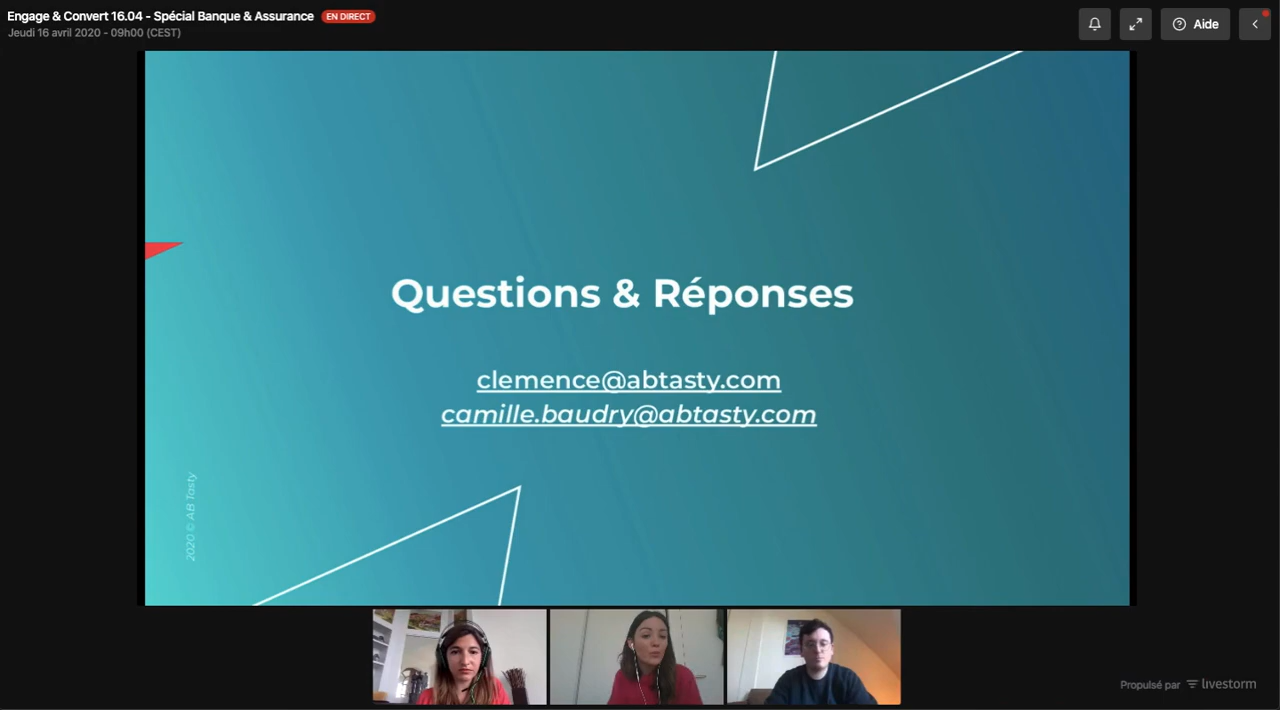 Engage & Convert 16.04 - Spécial Banque & Assurance EN DIRECT
Jeudi 16 avril 2020 - 09h00 (CEST)
Aide
Questions & Réponses
clemence@abtasty.com
camille.baudry@abtasty.com
2020 © AB Tasty
Propulsé par livestorm